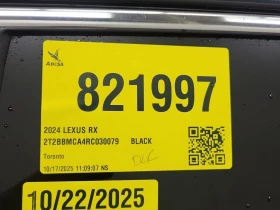 ADESA
821997
2024 LEXUS RX
2T2BBMCA4RC030079 BLACK
Toronto
10/17/2025 11:09:07 NS
10/22/2025